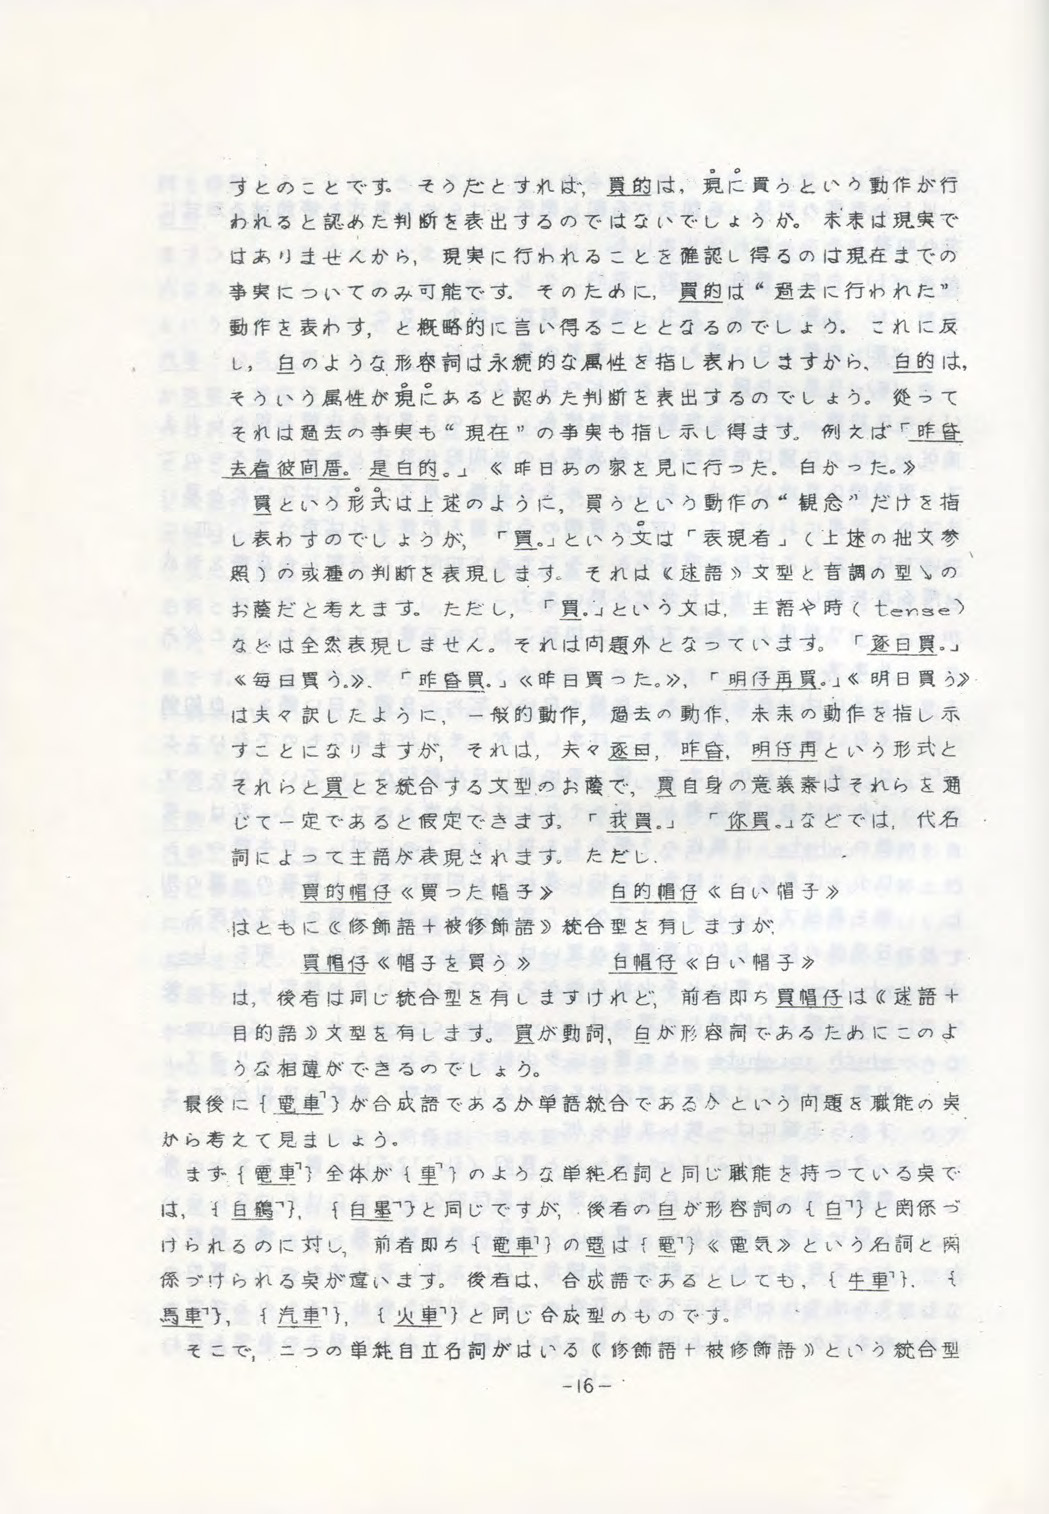 すとのことです。そうだとすれば，買的は，現に買うという動作が行
われると認めた判断を表出するのではないでしょうか。未来は現実で
はありませんから，現実に行われることを確認し得るのは現在までの
事実についてのみ可能です。そのために，買的は“過去に行われた”
動作を表わす，と概略的に言い得ることとなるのでしょう。これに反
し，白のような形容詞は永続的な属性を指し表わしますから，白的は，
そういう属性が現にあると認めた判断を表出するのでしょう。従って
それは過去の事実も“現在”の事実も指し示し得ます。例えば「昨昏
去看彼間厝。是白的。」《昨日あの家を見に行った。白かった。》
買という形式は上述のように，買うという動作の“観念”だけを指
し表わすのでしょうが，「買。」という文は「表現者」（上述の拙文参
照）の或種の判断を表現します。それは《述語》文型と音調の型↘の
お蔭だと考えます。ただし，「買。」という文は，主語や時（tense）
などは全然表現しません。それは問題外となっています。「逐日買。」
《毎日買う。》，「昨昏買。」《昨日買った。》，「明仔再買。」《明日買う》
は夫々訳したように，一般的動作，過去の動作，未来の動作を指し示
すことになりますが，それは，夫々逐日，昨昏，明仔再という形式と
それらと買とを統合する文型のお蔭で，買自身の意義素はそれらを通
じて一定であると仮定できます。「我買。」「你買。」などでは，代名
詞によって主語が表現されます。ただし，
買的帽仔《買った帽子》　白的帽仔《白い帽子》
はともに《修飾語＋被修飾語》統合型を有しますが，
買帽仔《帽子を買う》　白帽仔《白い帽子》
は，後者は同じ統合型を有しますけれど，前者即ち買帽仔は《述語＋
目的語》文型を有します。買が動詞，白が形容詞であるためにこのよ
うな相違ができるのでしょう。
最後に{電車˥}が合成語であるか単語統合であるかという問題を職能の点
から考えて見ましょう。
まず{電車˥}全体が{車˥}のような単純名詞と同じ職能を持っている点で
は，{白鶴˥}，{白墨˥}と同じですが，後者の白が形容詞の{白˥}と関係づ
けられるのに対し，前者即ち{電車˥}の電は{電˥}《電気》という名詞と関
係づけられる点が違います。後者は，合成語であるとしても，{牛車˥}，{
馬車˥}，{汽車˥}，{火車˥}と同じ合成型のものです。
そこで，二つの単純自立名詞がはいる《修飾語＋被修飾語》という統合型
-16-